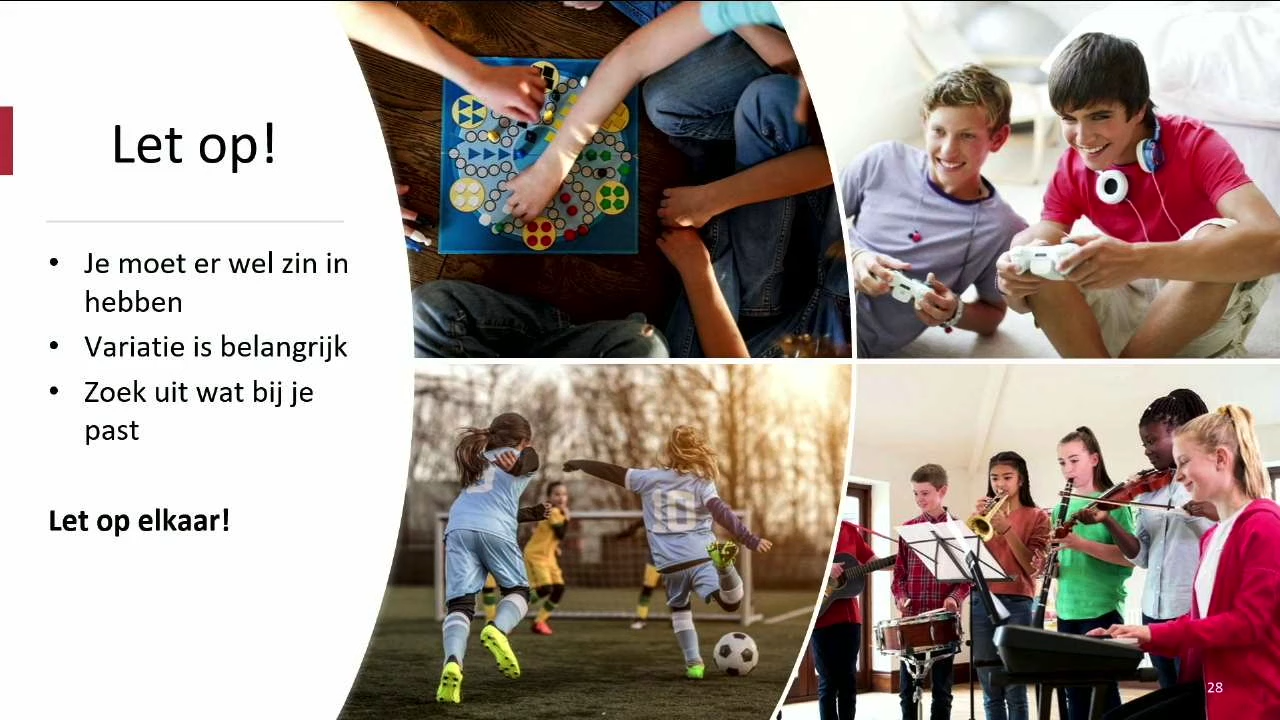 Let op!
• Je moet er wel zin in
hebben
• Variatie is belangrijk
• Zoek uit wat bij je
past
Let op elkaar!
10
28